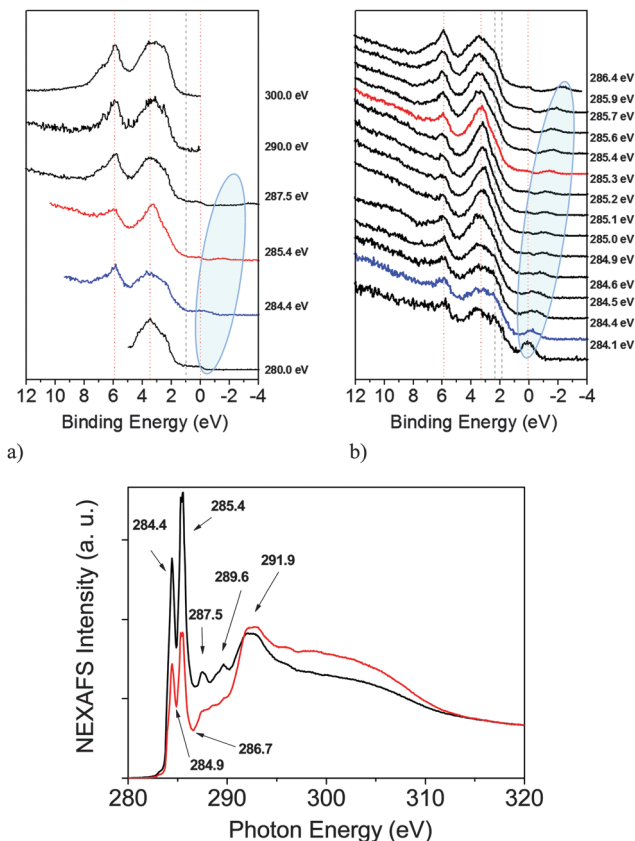 300.0 eV
290.0 eV
287.5 eV
285.4 eV
284.4 eV
280.0 eV
12 10 8 6 4 2 0 -2 -4
Binding Energy (eV)
a)
286.4 eV
285.9 eV
285.7 eV
285.6 eV
285.4 eV
285.3 eV
285.2 eV
285.1 eV
285.0 eV
284.9 eV
284.6 eV
284.5 eV
284.4 eV
284.1 eV
12 10 8 6 4 2 0 -2 -4
Binding Energy (eV)
b)
NEXAFS Intensity (a. u.)
285.4
284.4
291.9
289.6
287.5
286.7
284.9
280 290 300 310 320
Photon Energy (eV)